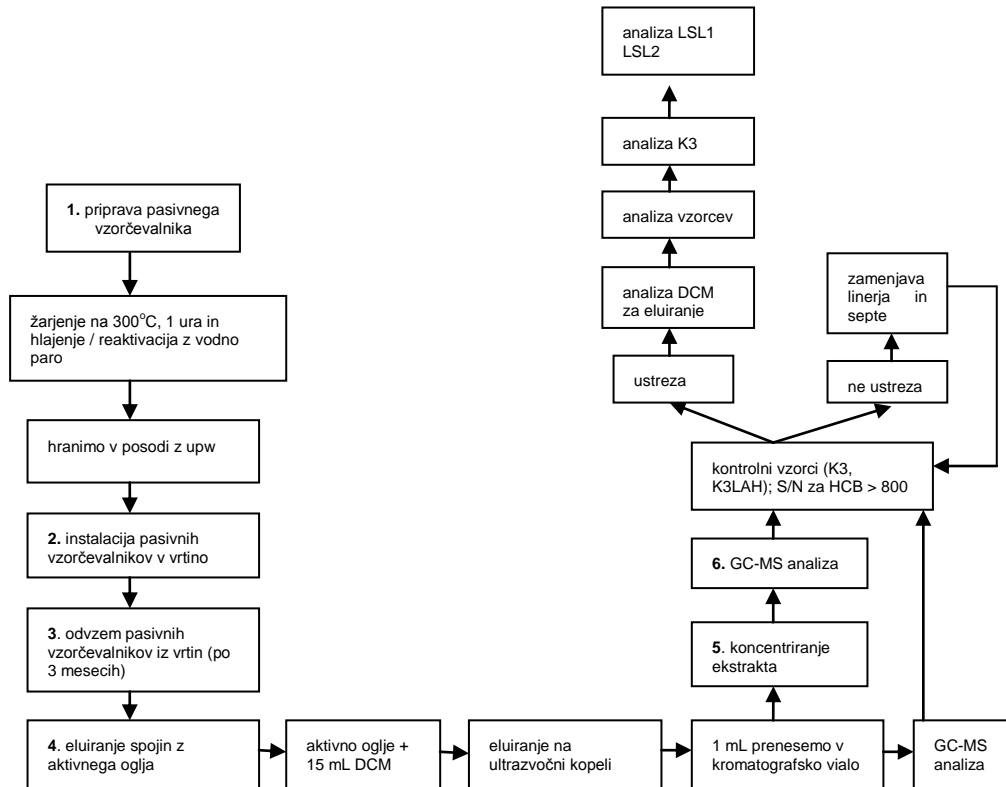 1. priprava pasivnega
vzorčevalnika
žarjenje na 300°C, 1 ura in
hlajenje / reaktivacija z vodno
paro
hranimo v posodi z upw
2. instalacija pasivnih
vzorčevalnikov v vrtino
3. odvzem pasivnih
vzorčevalnikov iz vrtin (po
3 mesecih)
4. eluiranje spojin z
aktivnega oglja
aktivno oglje +
15 mL DCM
eluiranje na
ultrazvočni kopeli
1 mL prenesemo v
kromatografsko vialo
GC-MS
analiza
5. koncentriranje
ekstrakta
6. GC-MS analiza
kontrolni vzorci (K3,
K3LAH); S/N za HCB > 800
ustreza
ne ustreza
zamenjava
linerja in
septe
analiza DCM
za eluiranje
analiza vzorcev
analiza K3
analiza LSL1
LSL2